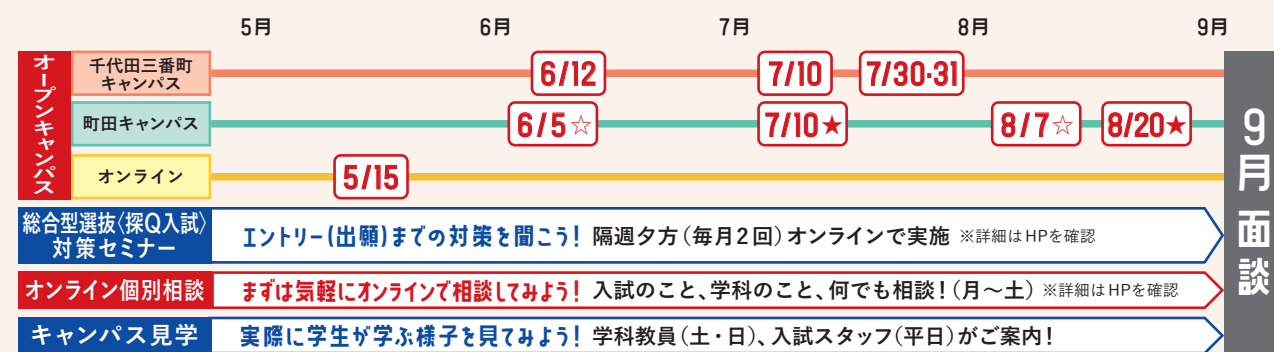 5月 6月 7月 8月 9月
オープンキャンパス
千代田三番町
キャンパス
6/12 7/10 7/30・31
町田キャンパス 6/5☆ 7/10★ 8/7☆ 8/20★
オンライン 5/15
総合型選抜〈探Q入試〉
対策セミナー
エントリー(出願)までの対策を聞こう! 隔週夕方(毎月2回)オンラインで実施 ※詳細はHPを確認
オンライン個別相談 まずは気軽にオンラインで相談してみよう! 入試のこと、学科のこと、何でも相談!(月〜土) ※詳細はHPを確認
キャンパス見学 実際に学生が学ぶ様子を見てみよう! 学科教員(土・日)、入試スタッフ(平日)がご案内!
9月面談